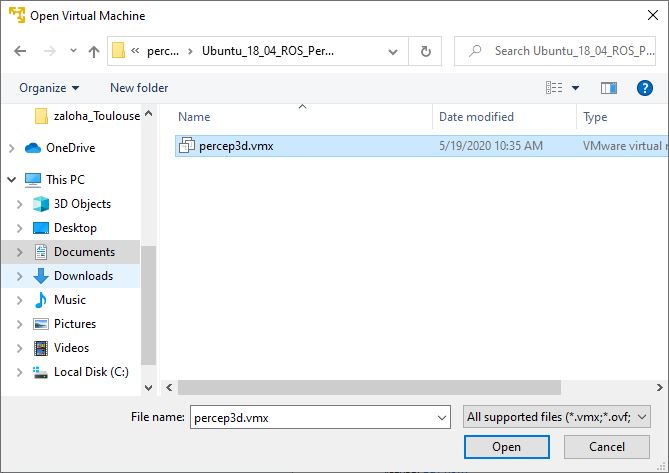 Open Virtual Machine
« perc... › Ubuntu_18_04_ROS_Per...
Search Ubuntu_18_04_ROS_P...
Organize
New folder
Name
Date modified
Type
zaloha_Toulouse
OneDrive
This PC
3D Objects
Desktop
Documents
Downloads
Music
Pictures
Videos
Local Disk (C:)
percep3d.vmx
5/19/2020 10:35 AM
VMware virtual
File name:
percep3d.vmx
All supported files (*.vmx;*.ovf;
Open
Cancel